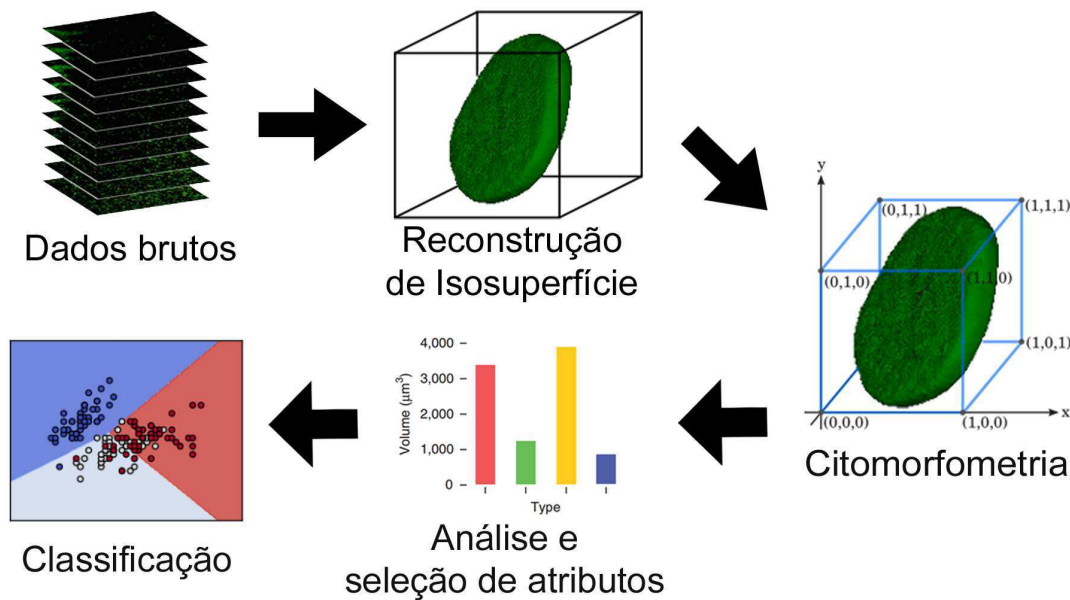 Dados brutos
Reconstrução
de Isosuperfície
y
(0,1,1)
(1,1,1)
(0,1,0)
(1,1,0)
(1,0,1)
(0,0,0)
(1,0,0)
x
Citomorfometria
4,000
3,000
2,000
1,000
0
Volume (µm³)
Type
Análise e
seleção de atributos
Classificação